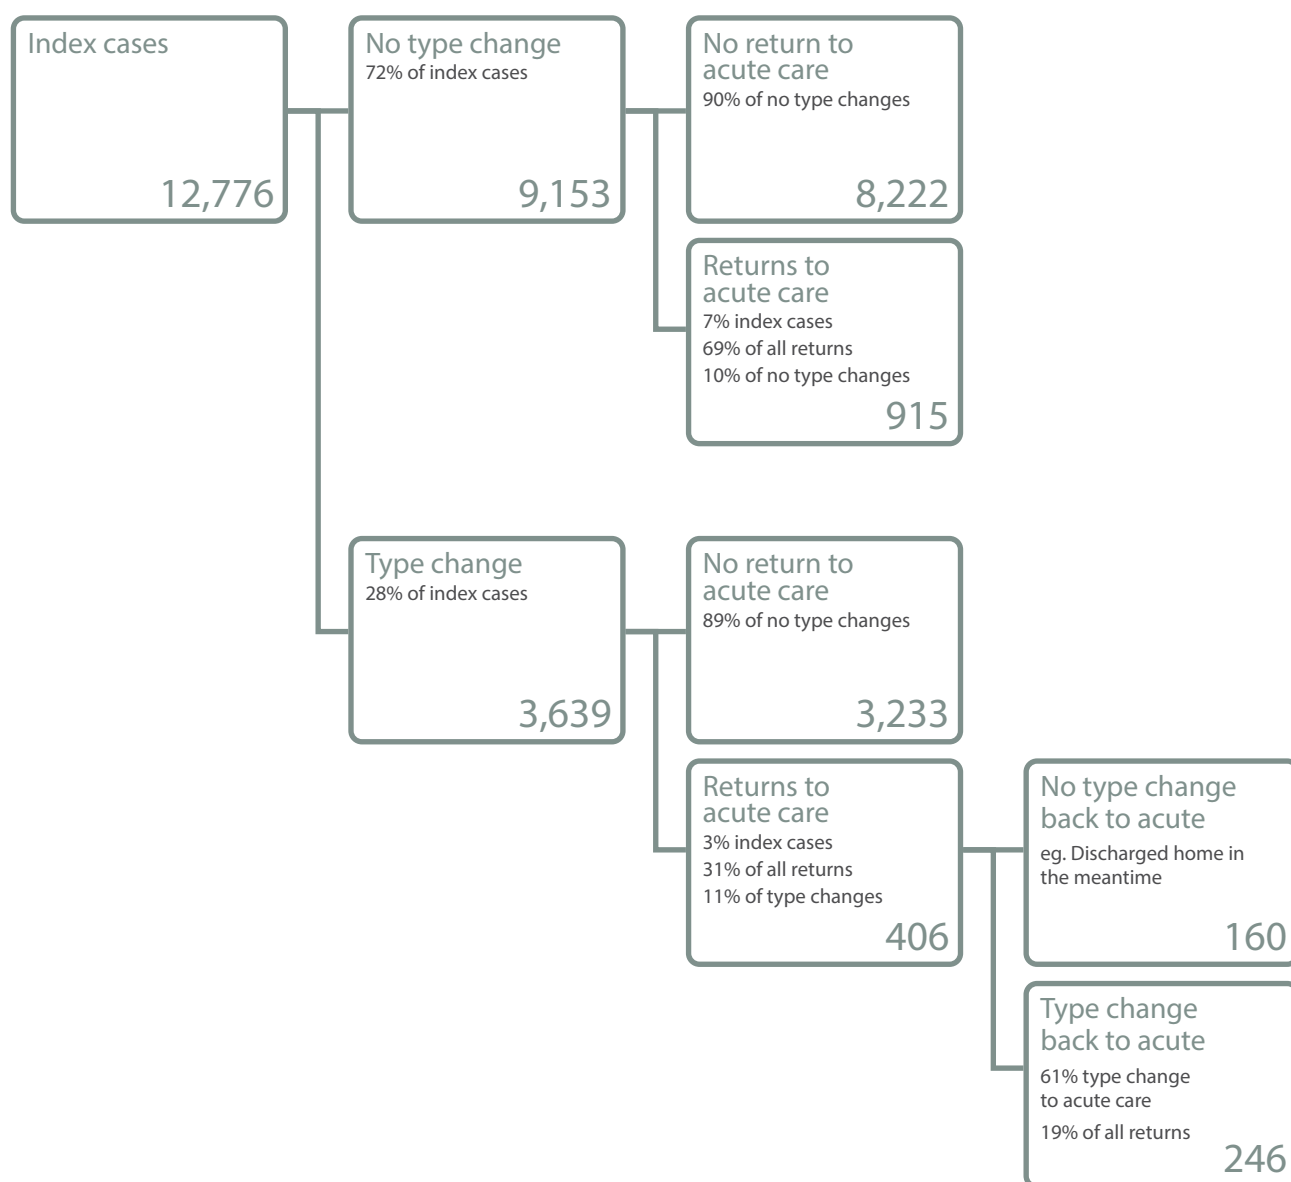 Index cases
12,776
No type change
72% of index cases
9,153
No return to
acute care
90% of no type changes
8,222
Returns to
acute care
7% index cases
69% of all returns
10% of no type changes
915
Type change
28% of index cases
3,639
No return to
acute care
89% of no type changes
3,233
Returns to
acute care
3% index cases
31% of all returns
11% of type changes
406
No type change
back to acute
eg. Discharged home in
the meantime
160
Type change
back to acute
61% type change
to acute care
19% of all returns
246